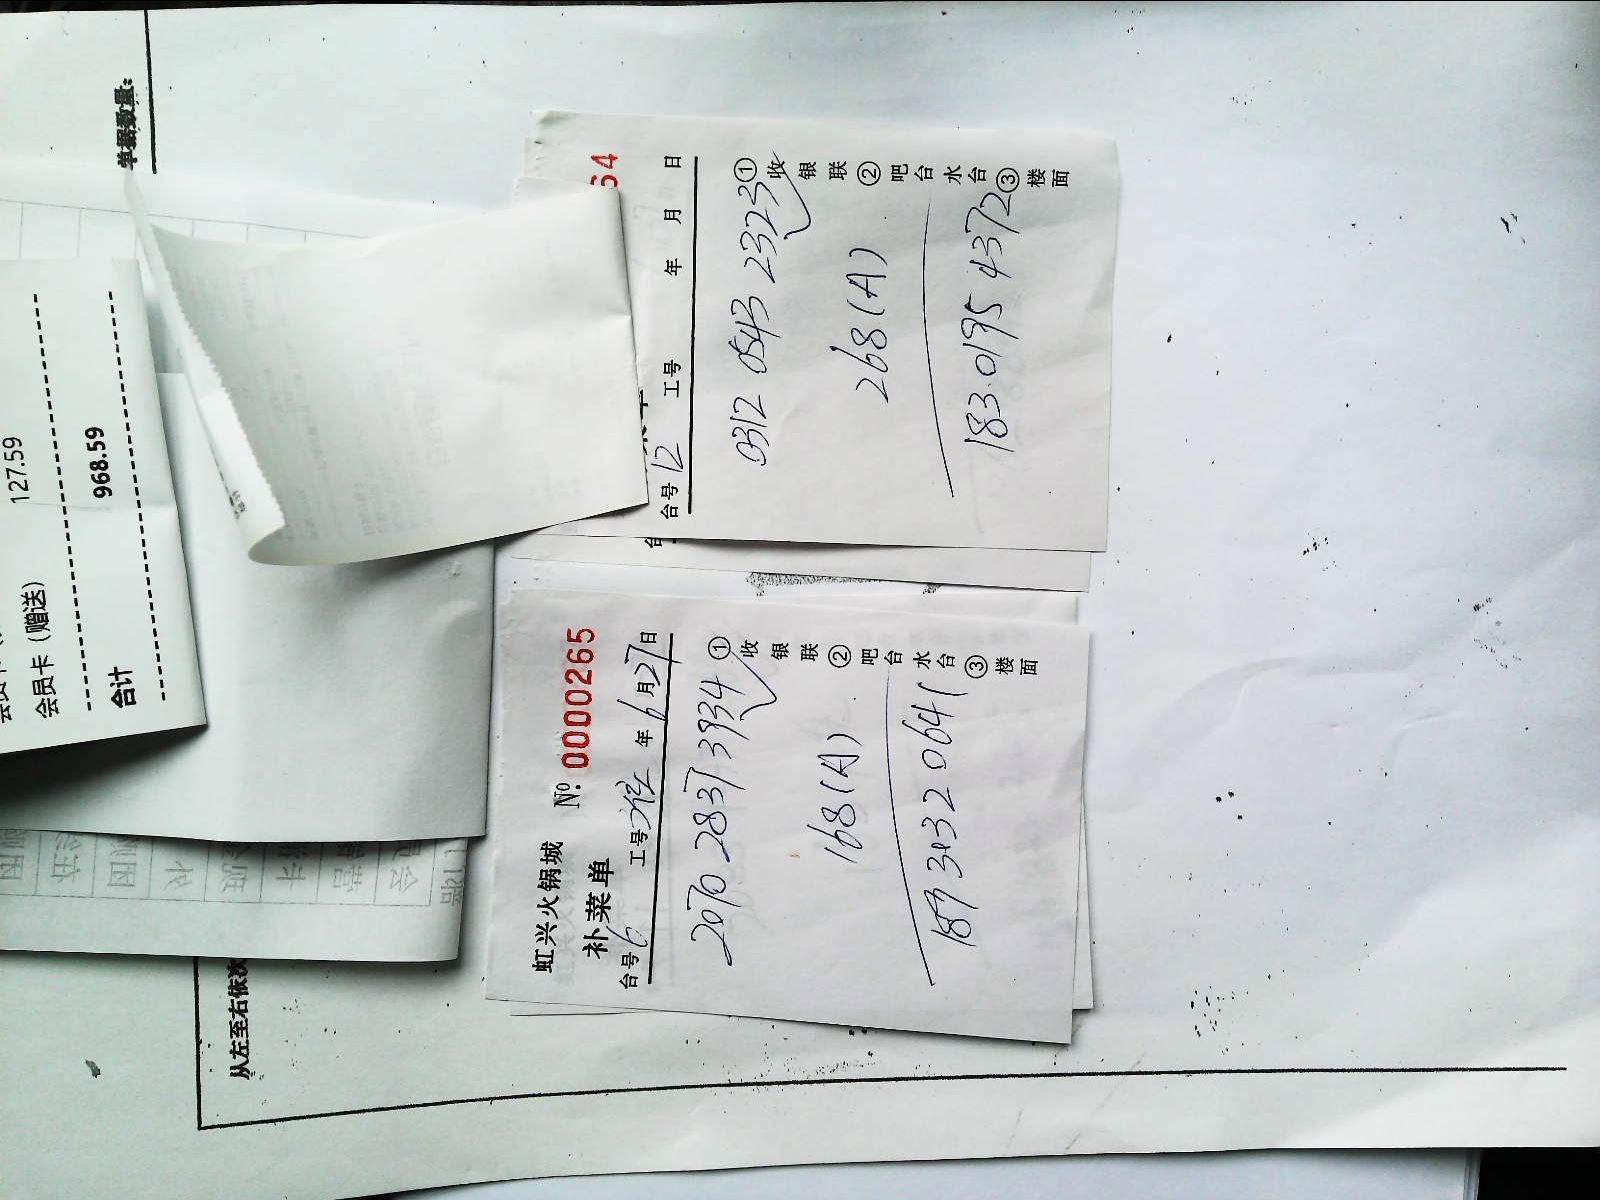 单据数量:
从左至右依次
127.59
会员卡（赠送）
968.59
合计
虹兴火锅城 № 0000265
补菜单
台号 6 工号 年 6 月 27 日
2070 2837 3934
168(A)
187 3132 0641
①收银联 ②吧台水台 ③楼面
64
台号 12 工号 年 月 日
0312 0543 2323
268(A)
183 0195 4372
①收银联 ②吧台水台 ③楼面
台